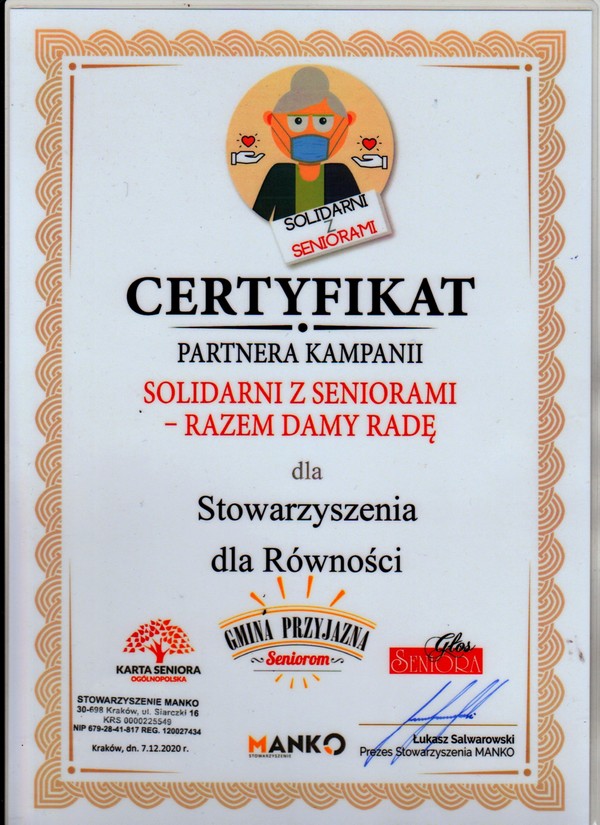 SOLIDARNI
Z
SENIORAMI
CERTYFIKAT
PARTNERA KAMPANII
SOLIDARNI Z SENIORAMI
– RAZEM DAMY RADĘ
dla
Stowarzyszenia
dla Równości
KARTA SENIORA
OGÓLNOPOLSKA
GMINA PRZYJAZNA
Seniorom
Głos
SENIORA
STOWARZYSZENIE MANKO
30-698 Kraków, ul. Siarczki 16
KRS 0000225549
NIP 679-28-41-817 REG. 120027434
Kraków, dn. 7.12.2020 r.
MANKO
STOWARZYSZENIE
Łukasz Salwarowski
Prezes Stowarzyszenia MANKO